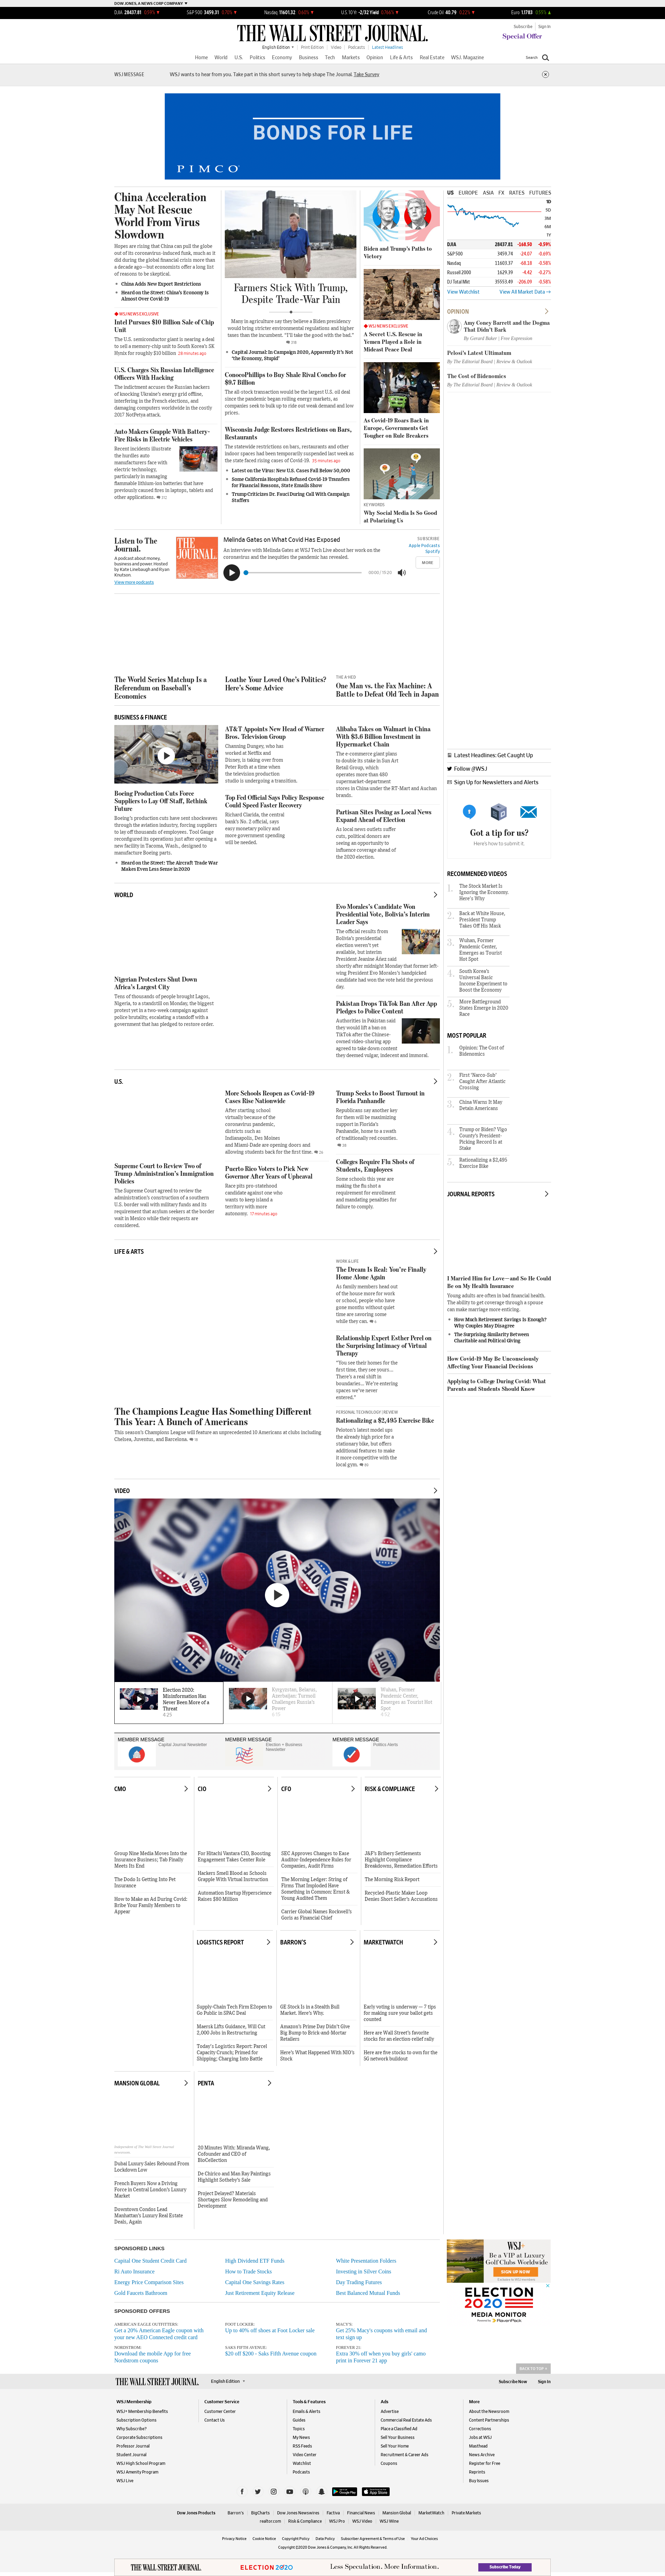 DOW JONES, A NEWS CORP COMPANY
DJIA 28437.81 -0.59%
S&P 500 3459.31
Nasdaq 11601.32
U.S. 10 Yr -2/32 Yield
Crude Oil 40.79
Euro 1.1783
THE WALL STREET JOURNAL.
Subscribe
Sign In
Special Offer
English Edition
Print Edition
Video
Podcasts
Latest Headlines
Home
World
U.S.
Politics
Economy
Business
Tech
Markets
Opinion
Life & Arts
Real Estate
WSJ. Magazine
Search
WSJ MESSAGE
WSJ wants to hear from you. Take part in this short survey to help shape The Journal. Take Survey
BONDS FOR LIFE
PIMCO
China Acceleration
May Not Rescue
World From Virus
Slowdown
Hopes are rising that China can pull the globe
out of its coronavirus-induced funk, much as it
did during the global financial crisis more than
a decade ago—but economists offer a long list
of reasons to be skeptical.
China Adds New Export Restrictions
Heard on the Street: China's Economy Is
Almost Over Covid-19
WSJ NEWS EXCLUSIVE
Intel Pursues $10 Billion Sale of Chip
Unit
The U.S. semiconductor giant is nearing a deal
to sell a memory-chip unit to South Korea's SK
Hynix for roughly $10 billion 28 minutes ago
U.S. Charges Six Russian Intelligence
Officers With Hacking
The indictment accuses the Russian hackers
of knocking Ukraine's energy grid offline,
interfering in the French elections, and
damaging computers worldwide in the costly
2017 NotPetya attack.
Auto Makers Grapple With Battery-
Fire Risks in Electric Vehicles
Recent incidents illustrate
the hurdles auto
manufacturers face with
electric technology,
particularly in managing
flammable lithium-ion batteries that have
previously caused fires in laptops, tablets and
other applications.
Farmers Stick With Trump,
Despite Trade-War Pain
Many in agriculture say they believe a Biden presidency
would bring stricter environmental regulations and higher
taxes than the incumbent. "I'll take the good with the bad."
Capital Journal: In Campaign 2020, Apparently It's Not
'the Economy, Stupid'
ConocoPhillips to Buy Shale Rival Concho for
$9.7 Billion
The all-stock transaction would be the largest U.S. oil deal
since the pandemic began roiling energy markets, as
companies seek to bulk up to ride out weak demand and low
prices.
Wisconsin Judge Restores Restrictions on Bars,
Restaurants
The statewide restrictions on bars, restaurants and other
indoor spaces had been temporarily suspended last week as
the state faced rising cases of Covid-19. 25 minutes ago
Latest on the Virus: New U.S. Cases Fall Below 50,000
Some California Hospitals Refused Covid-19 Transfers
for Financial Reasons, State Emails Show
Trump Criticizes Dr. Fauci During Call With Campaign
Staffers
Biden and Trump's Paths to
Victory
WSJ NEWS EXCLUSIVE
A Secret U.S. Rescue in
Yemen Played a Role in
Mideast Peace Deal
As Covid-19 Roars Back in
Europe, Governments Get
Tougher on Rule Breakers
KEYWORDS
Why Social Media Is So Good
at Polarizing Us
US
EUROPE
ASIA
FX
RATES
FUTURES
1D
5D
3M
6M
1Y
DJIA 28437.81 -168.50 -0.59%
S&P 500 3459.74 -24.07 -0.69%
Nasdaq 11603.37 -68.18 -0.58%
Russell 2000 1629.39 -4.42 -0.27%
DJ Total Mkt 35553.49 -206.09 -0.58%
View Watchlist
View All Market Data
OPINION
Amy Coney Barrett and the Dogma
That Didn't Bark
By Gerard Baker | Free Expression
Pelosi's Latest Ultimatum
By The Editorial Board | Review & Outlook
The Cost of Bidenomics
By The Editorial Board | Review & Outlook
Listen to The
Journal.
A podcast about money,
business and power. Hosted
by Kate Linebaugh and Ryan
Knutson.
View more podcasts
THE JOURNAL.
Melinda Gates on What Covid Has Exposed
An interview with Melinda Gates at WSJ Tech Live about her work on the
coronavirus and the inequities the pandemic has revealed.
SUBSCRIBE
Apple Podcasts
Spotify
MORE
The World Series Matchup Is a
Referendum on Baseball's
Economics
Loathe Your Loved One's Politics?
Here's Some Advice
THE A-HED
One Man vs. the Fax Machine: A
Battle to Defeat Old Tech in Japan
BUSINESS & FINANCE
Boeing Production Cuts Force
Suppliers to Lay Off Staff, Rethink
Future
Boeing's production cuts have sent shockwaves
through the aviation industry, forcing suppliers
to lay off thousands of employees. Tool Gauge
reconfigured its operations just after opening a
new facility in Tacoma, Wash., designed to
manufacture Boeing parts.
Heard on the Street: The Aircraft Trade War
Makes Even Less Sense in 2020
AT&T Appoints New Head of Warner
Bros. Television Group
Channing Dungey, who has
worked at Netflix and
Disney, is taking over from
Peter Roth at a time when
the television production
studio is undergoing a transition.
Top Fed Official Says Policy Response
Could Speed Faster Recovery
Richard Clarida, the central
bank's No. 2 official, says
easy monetary policy and
more government spending
will be needed.
Alibaba Takes on Walmart in China
With $3.6 Billion Investment in
Hypermarket Chain
The e-commerce giant plans
to double its stake in Sun Art
Retail Group, which
operates more than 480
supermarket-department
stores in China under the RT-Mart and Auchan
brands.
Partisan Sites Posing as Local News
Expand Ahead of Election
As local news outlets suffer
cuts, political donors are
seeing an opportunity to
influence coverage ahead of
the 2020 election.
Latest Headlines: Get Caught Up
Follow @WSJ
Sign Up for Newsletters and Alerts
Got a tip for us?
Here's how to submit it.
RECOMMENDED VIDEOS
1. The Stock Market Is
Ignoring the Economy.
Here's Why
2. Back at White House,
President Trump
Takes Off His Mask
3. Wuhan, Former
Pandemic Center,
Emerges as Tourist
Hot Spot
4. South Korea's
Universal Basic
Income Experiment to
Boost the Economy
5. More Battleground
States Emerge in 2020
Race
MOST POPULAR
1. Opinion: The Cost of
Bidenomics
2. First 'Narco-Sub'
Caught After Atlantic
Crossing
3. China Warns It May
Detain Americans
4. Trump or Biden? Vigo
County's President-
Picking Record Is at
Stake
5. Rationalizing a $2,495
Exercise Bike
WORLD
Nigerian Protesters Shut Down
Africa's Largest City
Tens of thousands of people brought Lagos,
Nigeria, to a standstill on Monday, the biggest
protest in a two-week campaign against
police brutality, escalating a standoff with a
government that has promised to restore order.
Evo Morales's Candidate Won
Presidential Vote, Bolivia's Interim
Leader Says
The official results from
Bolivia's presidential
election weren't yet
available, but interim
President Jeanine Áñez said
shortly after midnight Monday that former left-
wing President Evo Morales's handpicked
candidate had won the vote held the previous
day.
Pakistan Drops TikTok Ban After App
Pledges to Police Content
Authorities in Pakistan said
they would lift a ban on
TikTok after the Chinese-
owned video-sharing app
agreed to take down content
they deemed vulgar, indecent and immoral.
U.S.
Supreme Court to Review Two of
Trump Administration's Immigration
Policies
The Supreme Court agreed to review the
administration's construction of a southern
U.S. border wall with military funds and its
requirement that asylum seekers at the border
wait in Mexico while their requests are
considered.
More Schools Reopen as Covid-19
Cases Rise Nationwide
After starting school
virtually because of the
coronavirus pandemic,
districts such as
Indianapolis, Des Moines
and Miami-Dade are opening doors and
allowing students back for the first time.
Puerto Rico Voters to Pick New
Governor After Years of Upheaval
Race pits pro-statehood
candidate against one who
wants to keep island a
territory with more
autonomy. 17 minutes ago
Trump Seeks to Boost Turnout in
Florida Panhandle
Republicans say another key
for them will be maximizing
support in Florida's
Panhandle, home to a swath
of traditionally red counties.
Colleges Require Flu Shots of
Students, Employees
Some schools this year are
making the flu shot a
requirement for enrollment
and mandating penalties for
failure to comply.
JOURNAL REPORTS
I Married Him for Love—and So He Could
Be on My Health Insurance
Young adults are often in bad financial health.
The ability to get coverage through a spouse
can make marriage more enticing.
How Much Retirement Savings Is Enough?
Why Couples May Disagree
The Surprising Similarity Between
Charitable and Political Giving
How Covid-19 May Be Unconsciously
Affecting Your Financial Decisions
Applying to College During Covid: What
Parents and Students Should Know
LIFE & ARTS
The Champions League Has Something Different
This Year: A Bunch of Americans
This season's Champions League will feature an unprecedented 10 Americans at clubs including
Chelsea, Juventus, and Barcelona.
WORK & LIFE
The Dream Is Real: You're Finally
Home Alone Again
As family members head out
of the house more for work
or school, people who have
gone months without quiet
time are savoring some
while they can.
Relationship Expert Esther Perel on
the Surprising Intimacy of Virtual
Therapy
"You see their homes for the
first time, they see yours…
There's a real shift in
boundaries… We're entering
spaces we've never
entered."
PERSONAL TECHNOLOGY | REVIEW
Rationalizing a $2,495 Exercise Bike
Peloton's latest model ups
the already high price for a
stationary bike, but offers
additional features to make
it more competitive with the
local gym.
VIDEO
VOTE
Election 2020:
Misinformation Has
Never Been More of a
Threat
Kyrgyzstan, Belarus,
Azerbaijan: Turmoil
Challenges Russia's
Power
Wuhan, Former
Pandemic Center,
Emerges as Tourist Hot
Spot
MEMBER MESSAGE
Capital Journal Newsletter
MEMBER MESSAGE
Election + Business
Newsletter
MEMBER MESSAGE
Politics Alerts
CMO
Group Nine Media Moves Into the
Insurance Business; Tab Finally
Meets Its End
The Dodo Is Getting Into Pet
Insurance
How to Make an Ad During Covid:
Bribe Your Family Members to
Appear
CIO
For Hitachi Vantara CIO, Boosting
Engagement Takes Center Role
Hackers Smell Blood as Schools
Grapple With Virtual Instruction
Automation Startup Hyperscience
Raises $80 Million
CFO
SEC Approves Changes to Ease
Auditor-Independence Rules for
Companies, Audit Firms
The Morning Ledger: String of
Firms That Imploded Have
Something in Common: Ernst &
Young Audited Them
Carrier Global Names Rockwell's
Goris as Financial Chief
RISK & COMPLIANCE
J&F's Bribery Settlements
Highlight Compliance
Breakdowns, Remediation Efforts
The Morning Risk Report
Recycled-Plastic Maker Loop
Denies Short Seller's Accusations
LOGISTICS REPORT
Supply-Chain Tech Firm E2open to
Go Public in SPAC Deal
Maersk Lifts Guidance, Will Cut
2,000 Jobs in Restructuring
Today's Logistics Report: Parcel
Capacity Crunch; Primed for
Shipping; Charging Into Battle
BARRON'S
GE Stock Is in a Stealth Bull
Market. Here's Why.
Amazon's Prime Day Didn't Give
Big Bump to Brick-and-Mortar
Retailers
Here's What Happened With NIO's
Stock
MARKETWATCH
Early voting is underway — 7 tips
for making sure your ballot gets
counted
Here are Wall Street's favorite
stocks for an election-relief rally
Here are five stocks to own for the
5G network buildout
MANSION GLOBAL
Dubai Luxury Sales Rebound From
Lockdown Low
French Buyers Now a Driving
Force in Central London's Luxury
Market
Downtown Condos Lead
Manhattan's Luxury Real Estate
Deals, Again
PENTA
20 Minutes With: Miranda Wang,
Cofounder and CEO of
BioCellection
De Chirico and Man Ray Paintings
Highlight Sotheby's Sale
Project Delayed? Materials
Shortages Slow Remodeling and
Development
SPONSORED LINKS
Capital One Student Credit Card
Ri Auto Insurance
Energy Price Comparison Sites
Gold Faucets Bathroom
High Dividend ETF Funds
How to Trade Stocks
Capital One Savings Rates
Just Retirement Equity Release
White Presentation Folders
Investing in Silver Coins
Day Trading Futures
Best Balanced Mutual Funds
SPONSORED OFFERS
AMERICAN EAGLE OUTFITTERS:
Get a 20% American Eagle coupon with
your new AEO Connected credit card
NORDSTROM:
Download the mobile app for free
Nordstrom coupons
FOOT LOCKER:
Up to 40% off shoes at Foot Locker sale
SAKS FIFTH AVENUE:
$20 off $200 - Saks Fifth Avenue coupon
MACY'S:
Get 25% Macy's coupons with email and
text sign up
FOREVER 21:
Extra 30% off when you buy girls' camo
print in Forever 21 app
WSJ+
Be a VIP at Luxury
Golf Clubs Worldwide
SIGN UP NOW
ELECTION
2020
MEDIA MONITOR
BACK TO TOP
THE WALL STREET JOURNAL.
English Edition
Subscribe Now
Sign In
WSJ Membership
WSJ+ Membership Benefits
Subscription Options
Why Subscribe?
Corporate Subscriptions
Professor Journal
Student Journal
WSJ High School Program
WSJ Amenity Program
WSJ Live
Customer Service
Customer Center
Contact Us
Tools & Features
Emails & Alerts
Guides
Topics
My News
RSS Feeds
Video Center
Watchlist
Podcasts
Ads
Advertise
Commercial Real Estate Ads
Place a Classified Ad
Sell Your Business
Sell Your Home
Recruitment & Career Ads
Coupons
More
About the Newsroom
Content Partnerships
Corrections
Jobs at WSJ
Masthead
News Archive
Register for Free
Reprints
Buy Issues
Google Play
App Store
Dow Jones Products
Barron's
BigCharts
Dow Jones Newswires
Factiva
Financial News
Mansion Global
MarketWatch
Private Markets
realtor.com
Risk & Compliance
WSJ Pro
WSJ Video
WSJ Wine
Privacy Notice
Cookie Notice
Copyright Policy
Data Policy
Subscriber Agreement & Terms of Use
Your Ad Choices
Copyright ©2020 Dow Jones & Company, Inc. All Rights Reserved.
THE WALL STREET JOURNAL.
ELECTION 2020
Less Speculation. More Information.
Subscribe Today